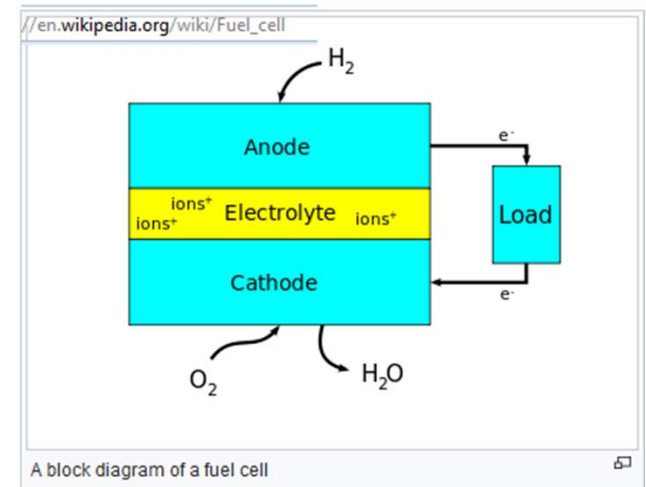 //en.wikipedia.org/wiki/Fuel_cell
H₂
Anode
e⁻
ions⁺
ions⁺ Electrolyte ions⁺
Load
Cathode
e⁻
O₂
H₂O
A block diagram of a fuel cell